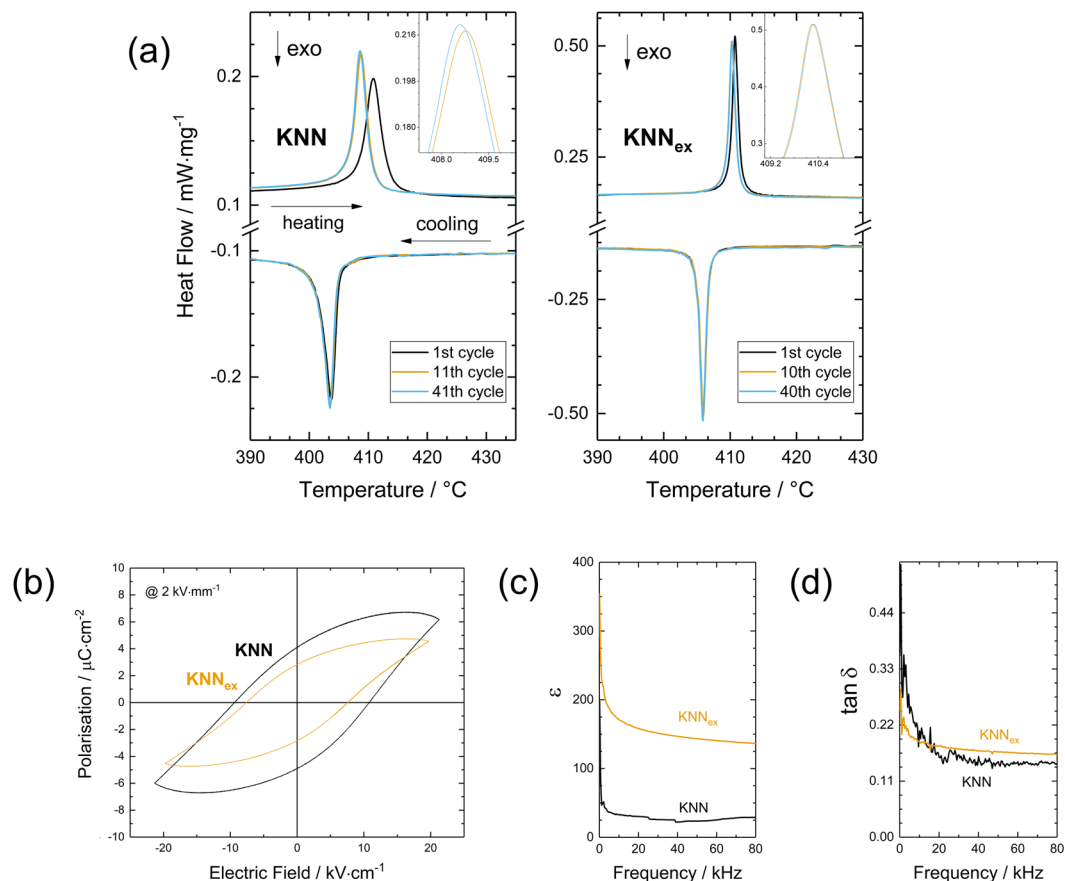 (a)
exo
KNN
heating
cooling
0.216
0.198
0.180
408.0
409.5
0.2
0.1
-0.1
-0.2
Heat Flow / mW·mg⁻¹
1st cycle
11th cycle
41th cycle
390
400
410
420
430
Temperature / °C
exo
KNNex
0.5
0.4
0.3
409.2
410.4
0.50
0.25
-0.25
-0.50
1st cycle
10th cycle
40th cycle
390
400
410
420
430
Temperature / °C
(b)
@ 2 kV·mm⁻¹
KNN
KNNex
10
8
6
4
2
0
-2
-4
-6
-8
-10
Polarisation / µC·cm⁻²
-20
-10
0
10
20
Electric Field / kV·cm⁻¹
(c)
400
350
300
250
200
150
100
50
0
ε
KNNex
KNN
0
20
40
60
80
Frequency / kHz
(d)
0.44
0.33
0.22
0.11
0.00
tan δ
KNNex
KNN
0
20
40
60
80
Frequency / kHz